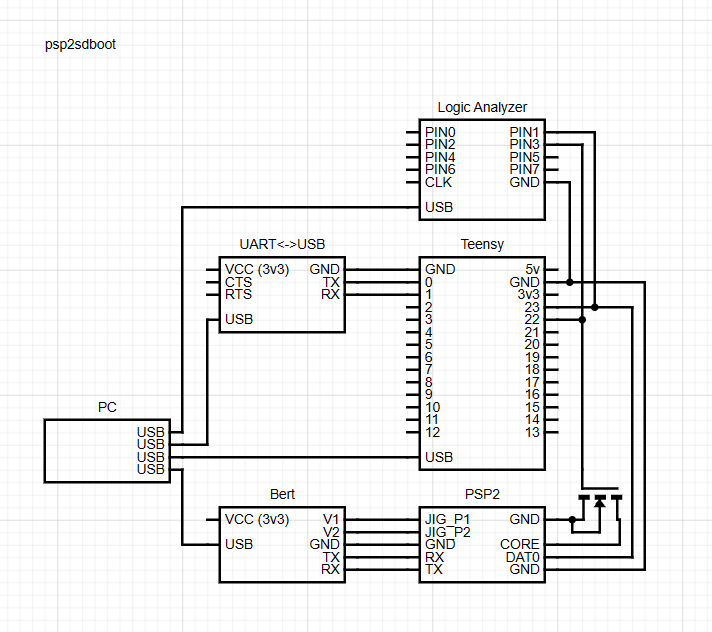 psp2sdboot
Logic Analyzer
PIN0 PIN1
PIN2 PIN3
PIN4 PIN5
PIN6 PIN7
CLK GND
USB
UART<->USB
VCC (3v3) GND
CTS TX
RTS RX
USB
Teensy
GND 5v
0 GND
1 3v3
2 23
3 22
4 21
5 20
6 19
7 18
8 17
9 16
10 15
11 14
12 13
USB
PC
USB
USB
USB
USB
Bert
VCC (3v3) V1
V2
USB GND
TX
RX
PSP2
JIG_P1 GND
JIG_P2
GND CORE
RX DAT0
TX GND